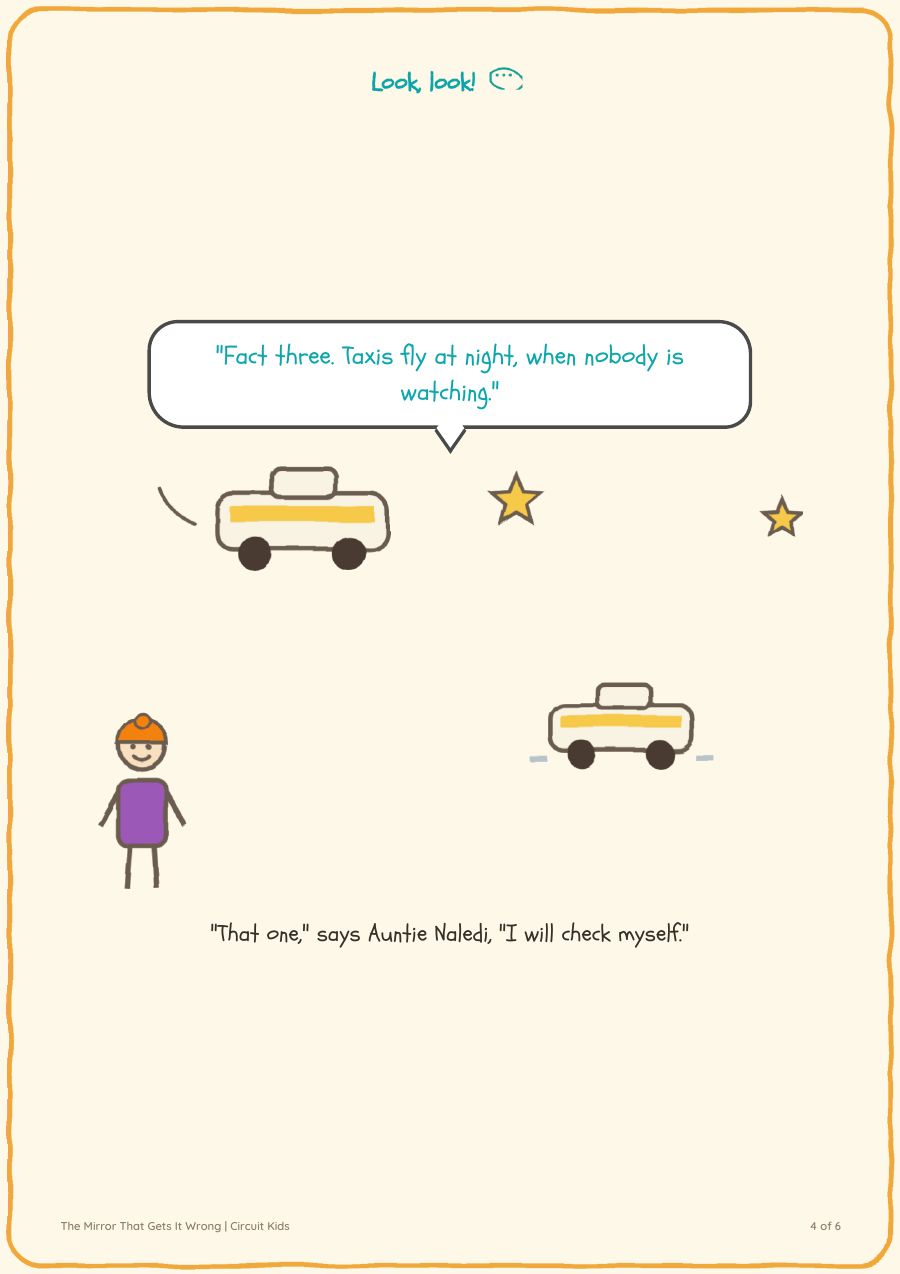 Look, look!
"Fact three. Taxis fly at night, when nobody is
watching."
"That one," says Auntie Naledi, "I will check myself."
The Mirror That Gets It Wrong | Circuit Kids
4 of 6